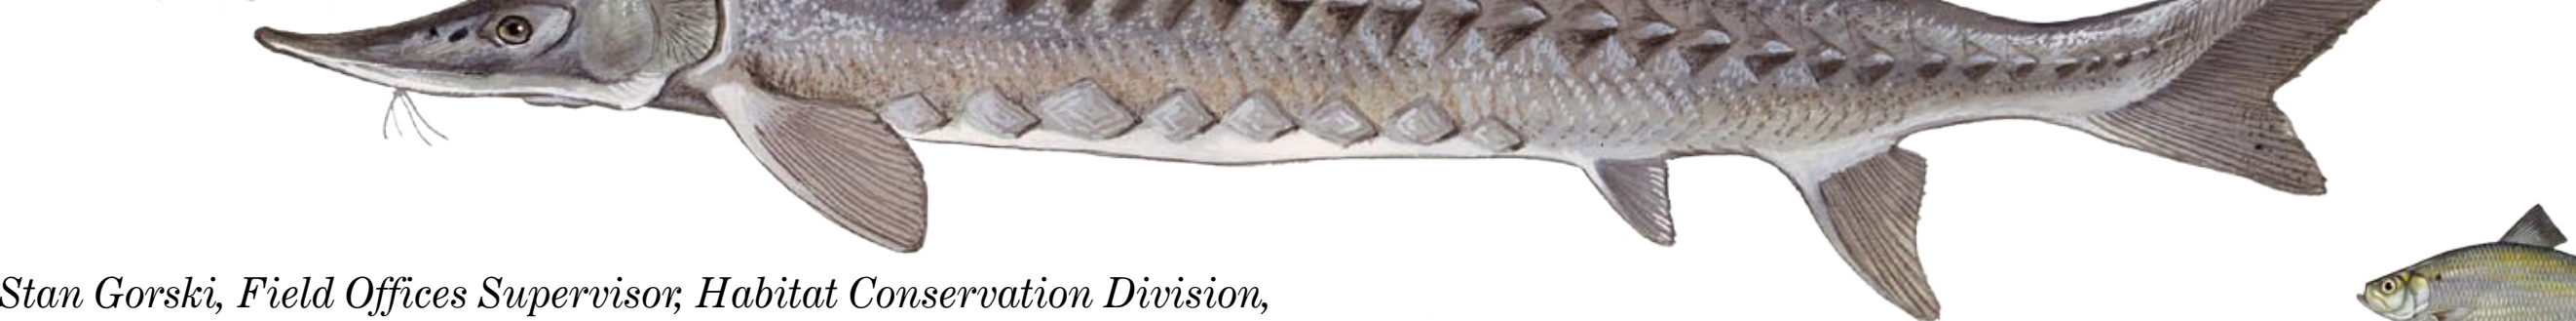 Stan Gorski, Field Offices Supervisor, Habitat Conservation Division,